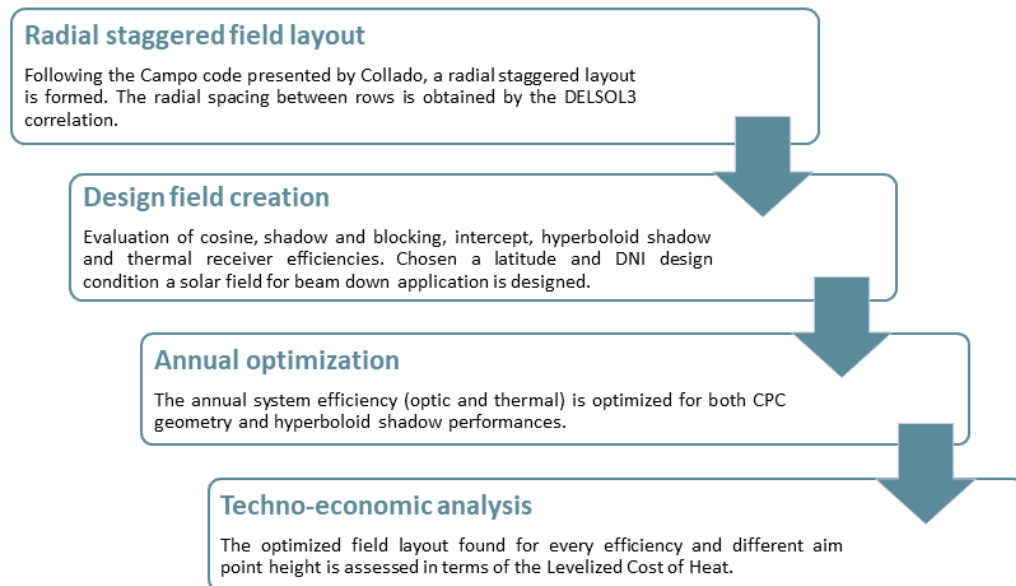 Radial staggered field layout
Following the Campo code presented by Collado, a radial staggered layout
is formed. The radial spacing between rows is obtained by the DELSOL3
correlation.
Design field creation
Evaluation of cosine, shadow and blocking, intercept, hyperboloid shadow
and thermal receiver efficiencies. Chosen a latitude and DNI design
condition a solar field for beam down application is designed.
Annual optimization
The annual system efficiency (optic and thermal) is optimized for both CPC
geometry and hyperboloid shadow performances.
Techno-economic analysis
The optimized field layout found for every efficiency and different aim
point height is assessed in terms of the Levelized Cost of Heat.